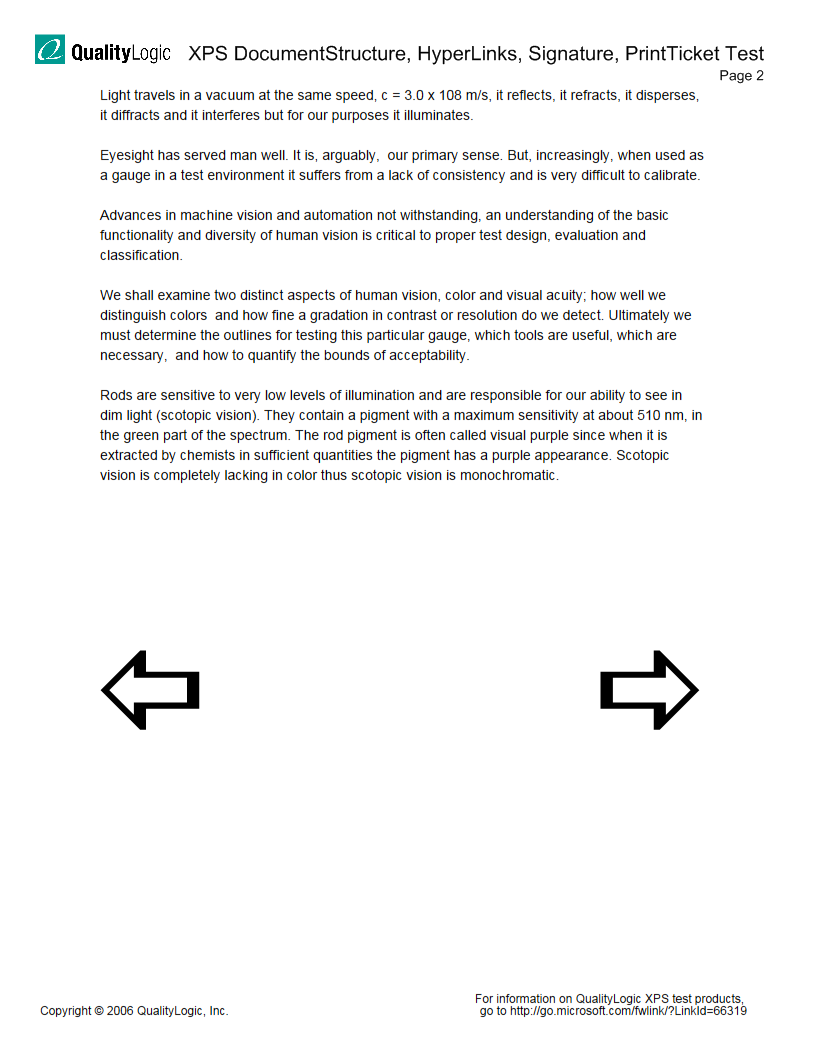 QualityLogic XPS DocumentStructure, HyperLinks, Signature, PrintTicket Test
Page 2
Light travels in a vacuum at the same speed, c = 3.0 x 108 m/s, it reflects, it refracts, it disperses,
it diffracts and it interferes but for our purposes it illuminates.
Eyesight has served man well. It is, arguably,  our primary sense. But, increasingly, when used as
a gauge in a test environment it suffers from a lack of consistency and is very difficult to calibrate.
Advances in machine vision and automation not withstanding, an understanding of the basic
functionality and diversity of human vision is critical to proper test design, evaluation and
classification.
We shall examine two distinct aspects of human vision, color and visual acuity; how well we
distinguish colors  and how fine a gradation in contrast or resolution do we detect. Ultimately we
must determine the outlines for testing this particular gauge, which tools are useful, which are
necessary,  and how to quantify the bounds of acceptability.
Rods are sensitive to very low levels of illumination and are responsible for our ability to see in
dim light (scotopic vision). They contain a pigment with a maximum sensitivity at about 510 nm, in
the green part of the spectrum. The rod pigment is often called visual purple since when it is
extracted by chemists in sufficient quantities the pigment has a purple appearance. Scotopic
vision is completely lacking in color thus scotopic vision is monochromatic.
Copyright © 2006 QualityLogic, Inc.
For information on QualityLogic XPS test products,
go to http://go.microsoft.com/fwlink/?LinkId=66319